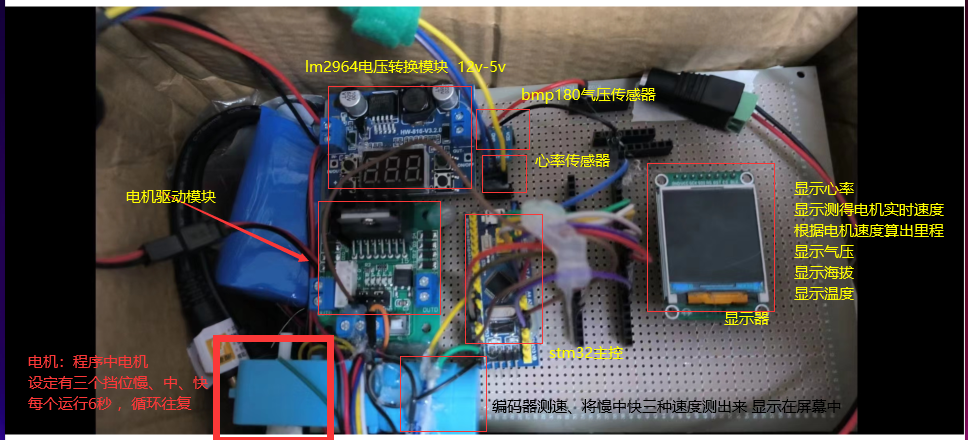 lm2964电压转换模块 12v-5v
bmp180气压传感器
HW-816-V3.2.0
心率传感器
电机驱动模块
显示心率
显示测得电机实时速度
根据电机速度算出里程
显示气压
显示海拔
显示温度
显示器
stm32主控
电机：程序中电机
设定有三个挡位慢、中、快
每个运行6秒 ，循环往复
编码器测速、将慢中快三种速度测出来 显示在屏幕中